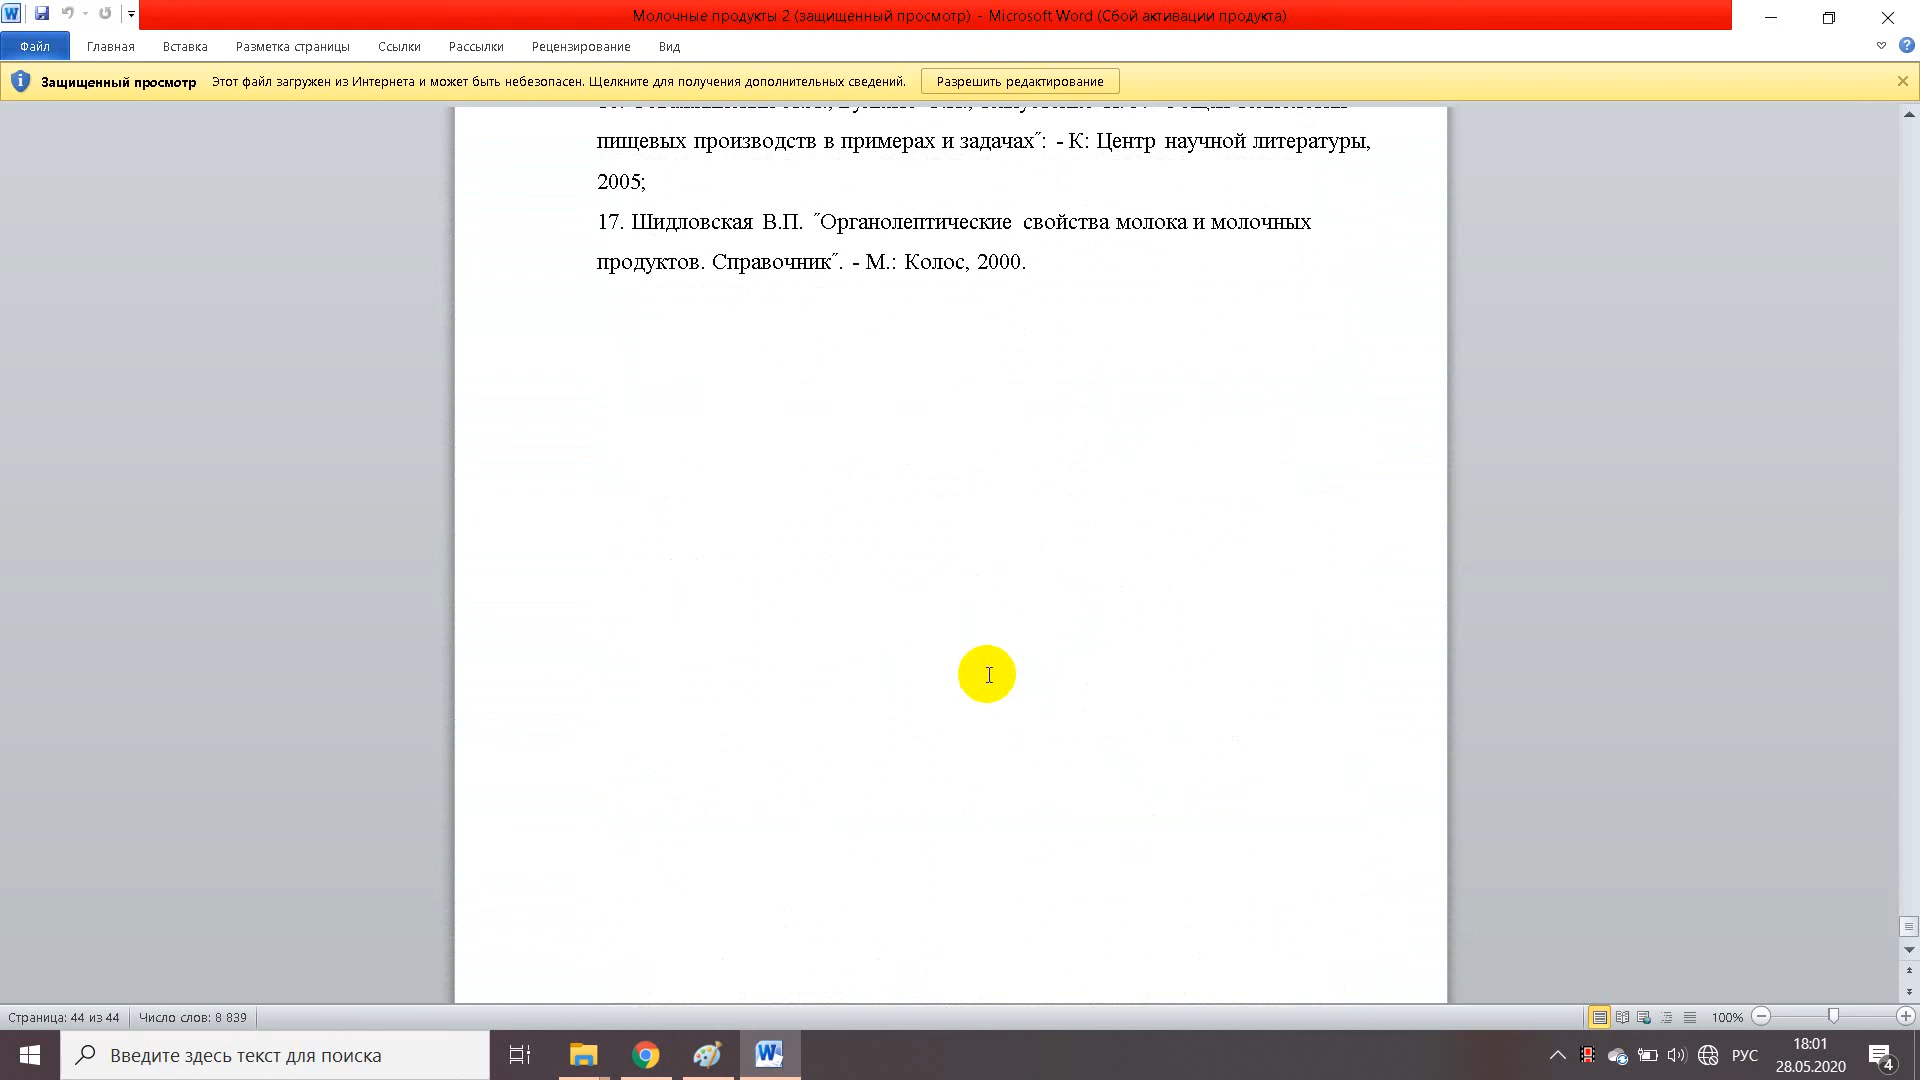 Молочные продукты 2 (защищенный просмотр) - Microsoft Word (Сбой активации продукта)
Файл Главная Вставка Разметка страницы Ссылки Рассылки Рецензирование Вид
Защищенный просмотр Этот файл загружен из Интернета и может быть небезопасен. Щелкните для получения дополнительных сведений. Разрешить редактирование
пищевых производств в примерах и задачах˝: - К: Центр научной литературы,
2005;
17. Шидловская В.П. ˝Органолептические свойства молока и молочных
продуктов. Справочник˝. - М.: Колос, 2000.
Страница: 44 из 44 Число слов: 8 839 100%
Введите здесь текст для поиска РУС 18:01
28.05.2020 4